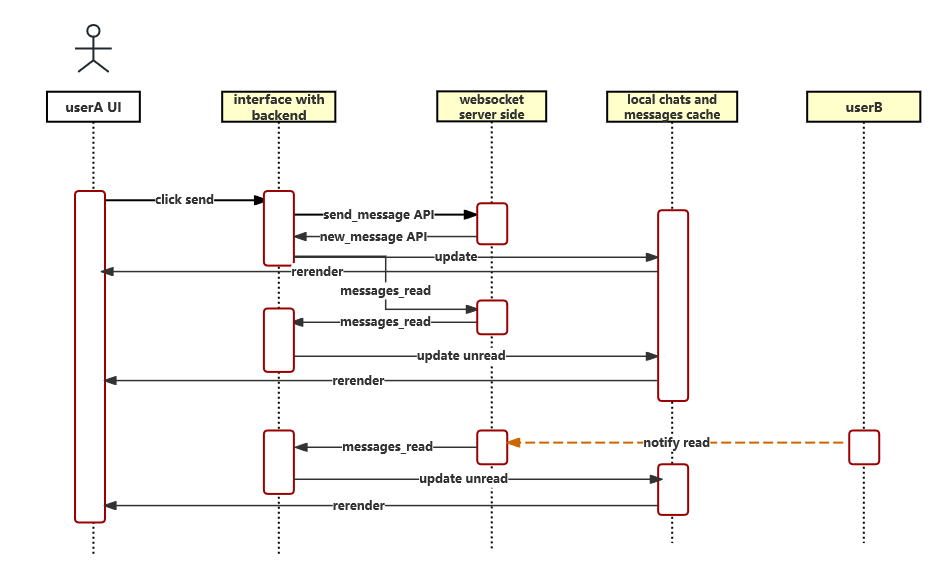 userA UI
interface with
backend
websocket
server side
local chats and
messages cache
userB
click send
send_message API
new_message API
update
rerender
messages_read
messages_read
update unread
rerender
notify read
messages_read
update unread
rerender